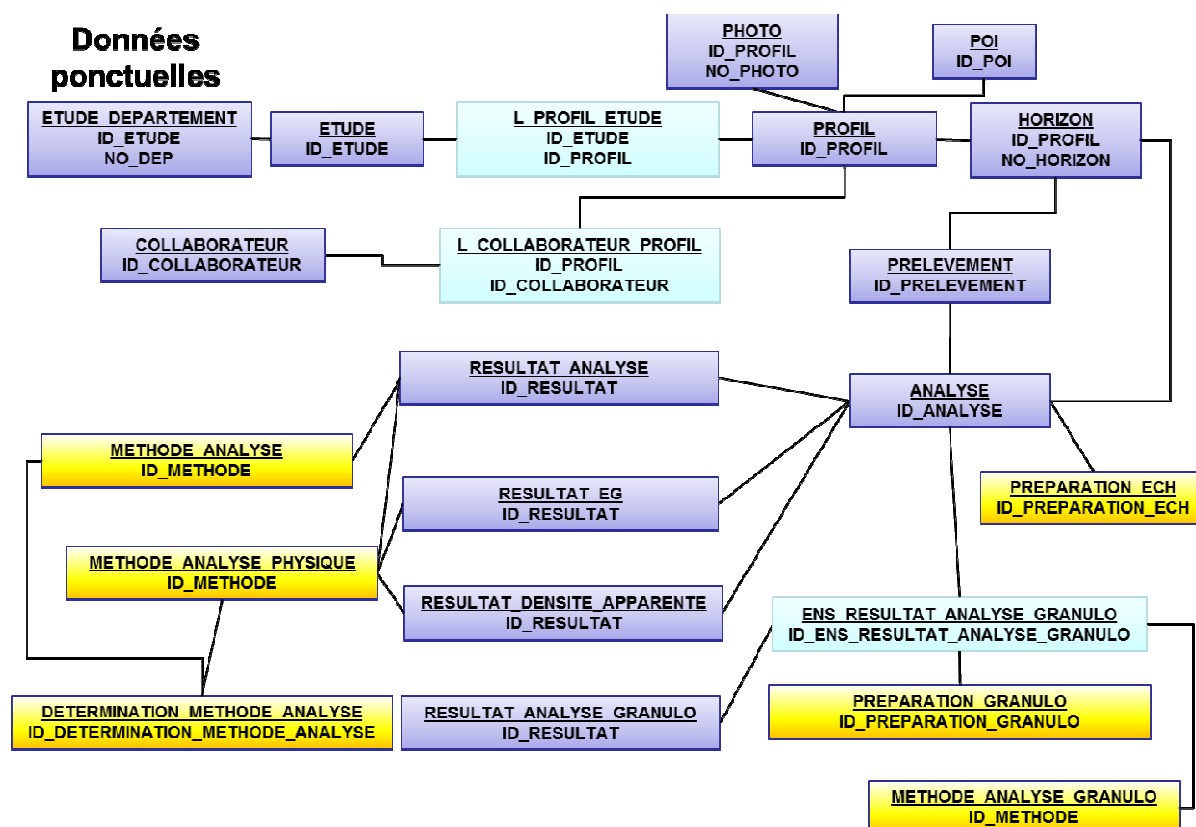 Données
ponctuelles
PHOTO
ID_PROFIL
NO_PHOTO
POI
ID_POI
ETUDE_DEPARTEMENT
ID_ETUDE
NO_DEP
ETUDE
ID_ETUDE
L_PROFIL_ETUDE
ID_ETUDE
ID_PROFIL
PROFIL
ID_PROFIL
HORIZON
ID_PROFIL
NO_HORIZON
COLLABORATEUR
ID_COLLABORATEUR
L_COLLABORATEUR_PROFIL
ID_PROFIL
ID_COLLABORATEUR
PRELEVEMENT
ID_PRELEVEMENT
RESULTAT_ANALYSE
ID_RESULTAT
ANALYSE
ID_ANALYSE
METHODE_ANALYSE
ID_METHODE
RESULTAT_EG
ID_RESULTAT
PREPARATION_ECH
ID_PREPARATION_ECH
METHODE_ANALYSE_PHYSIQUE
ID_METHODE
RESULTAT_DENSITE_APPARENTE
ID_RESULTAT
ENS_RESULTAT_ANALYSE_GRANULO
ID_ENS_RESULTAT_ANALYSE_GRANULO
DETERMINATION_METHODE_ANALYSE
ID_DETERMINATION_METHODE_ANALYSE
RESULTAT_ANALYSE_GRANULO
ID_RESULTAT
PREPARATION_GRANULO
ID_PREPARATION_GRANULO
METHODE_ANALYSE_GRANULO
ID_METHODE